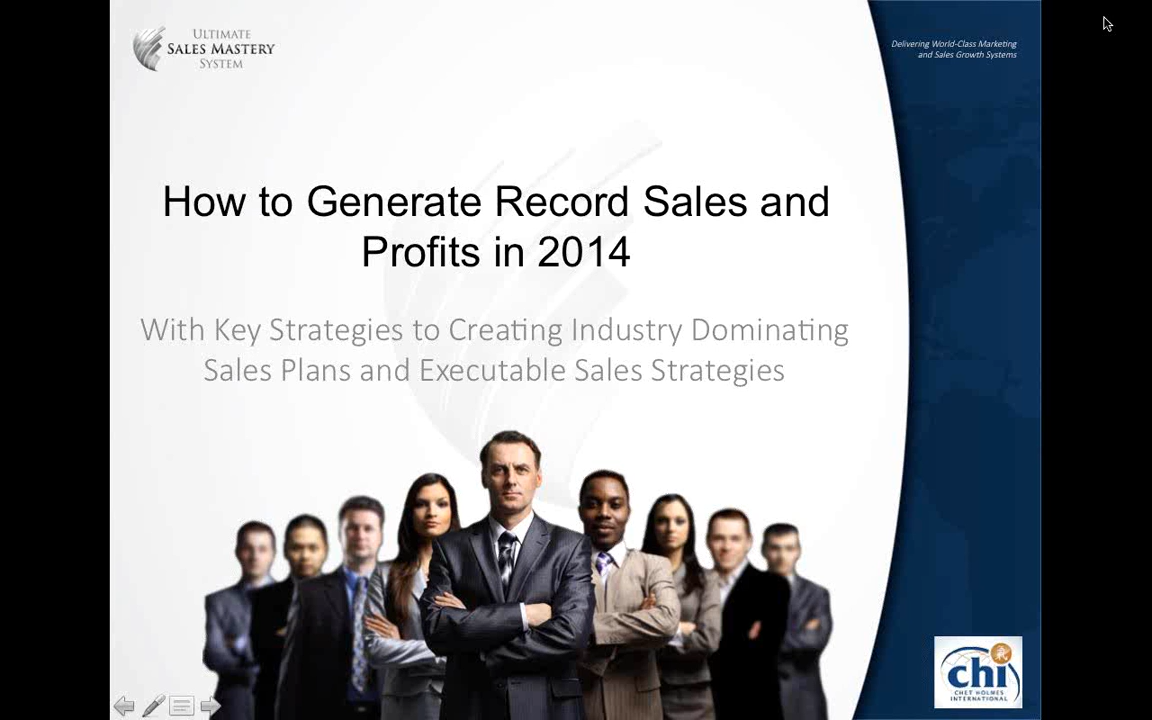 ULTIMATE
SALES MASTERY
SYSTEM
Delivering World-Class Marketing
and Sales Growth Systems
How to Generate Record Sales and
Profits in 2014
With Key Strategies to Creating Industry Dominating
Sales Plans and Executable Sales Strategies
chi
CHET HOLMES
INTERNATIONAL